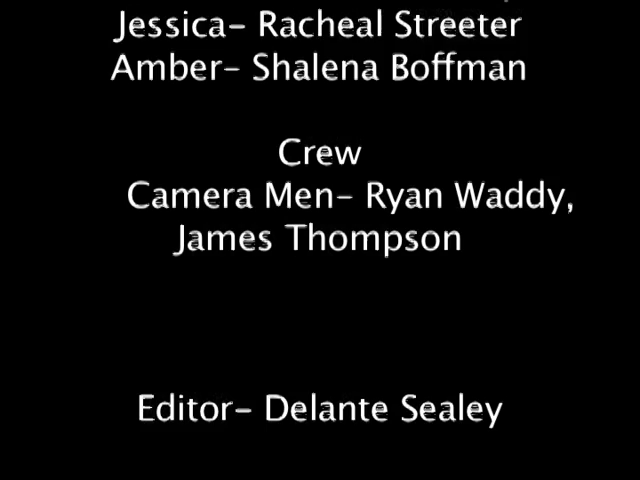 Jessica- Racheal Streeter
Amber- Shalena Boffman
Crew
Camera Men- Ryan Waddy,
James Thompson
Editor- Delante Sealey